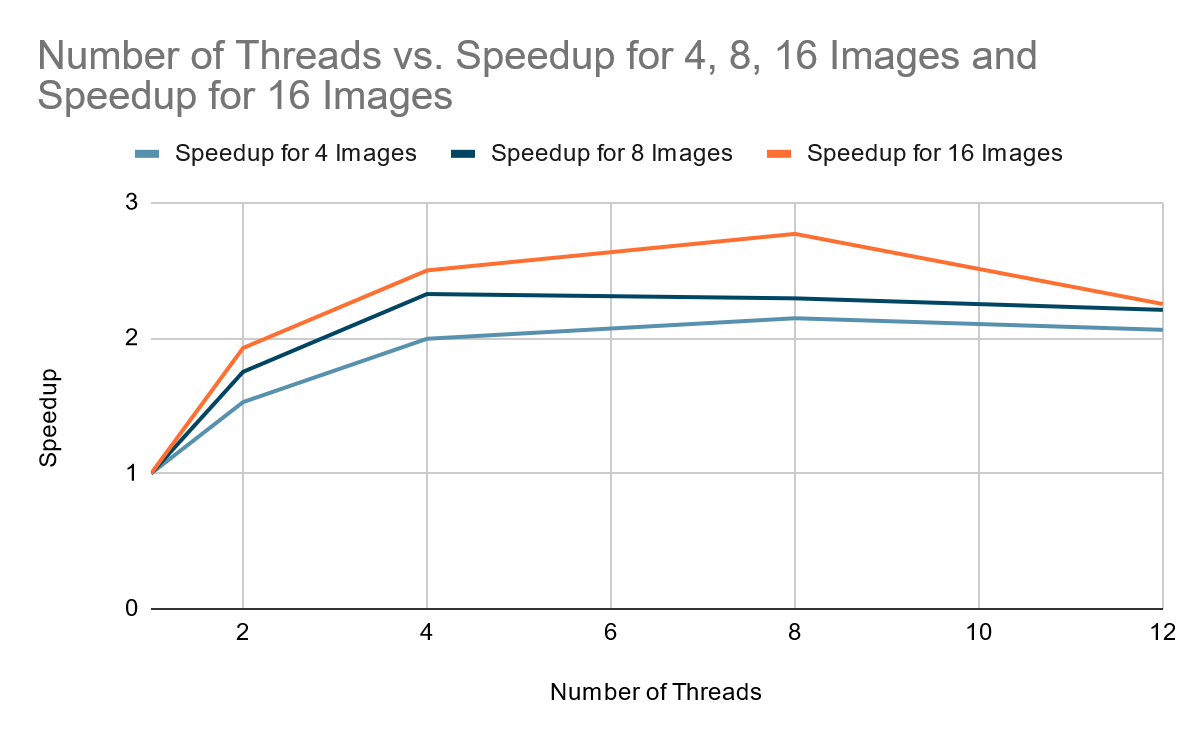 Number of Threads vs. Speedup for 4, 8, 16 Images and
Speedup for 16 Images
Speedup for 4 Images
Speedup for 8 Images
Speedup for 16 Images
3
2
1
0
Speedup
2
4
6
8
10
12
Number of Threads